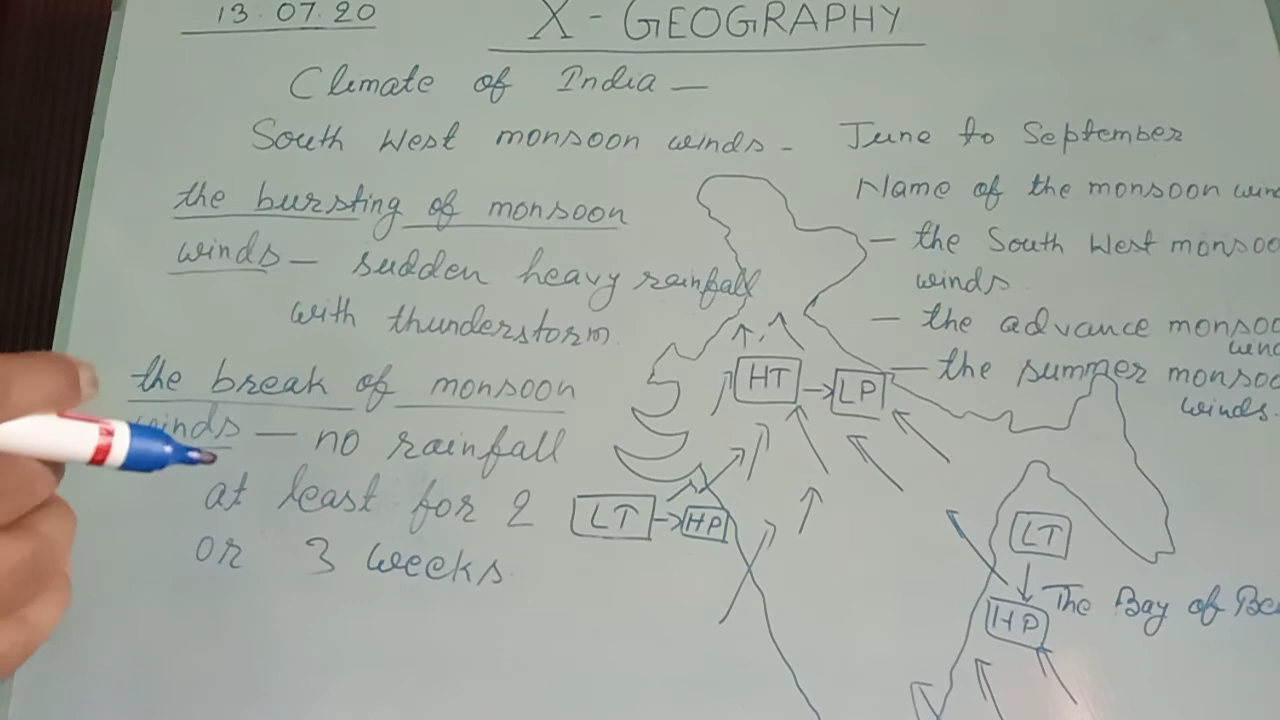 13.07.20
X - GEOGRAPHY
Climate of India —
South West monsoon winds - June to September
the bursting of monsoon
winds — sudden heavy rainfall
with thunderstorm.
the break of monsoon
winds — no rainfall
at least for 2
or 3 weeks.
Name of the monsoon win
— the South West monsoo
winds.
— the advance monsoo
wind
— the summer monsoo
winds.
HT → LP
LT → HP
LT
HP
The Bay of Be